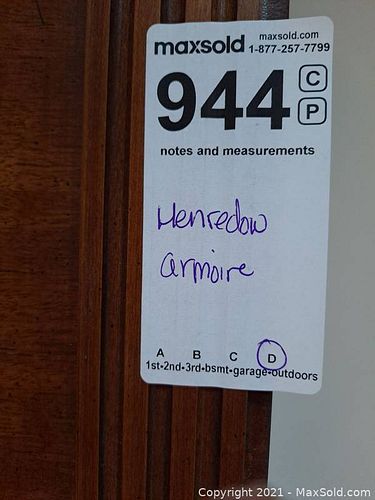 maxsold maxsold.com
1-877-257-7799
944 C
P
notes and measurements
Henredow
armoire
A B C D
1st•2nd•3rd•bsmt•garage•outdoors
Copyright 2021 - MaxSold.com